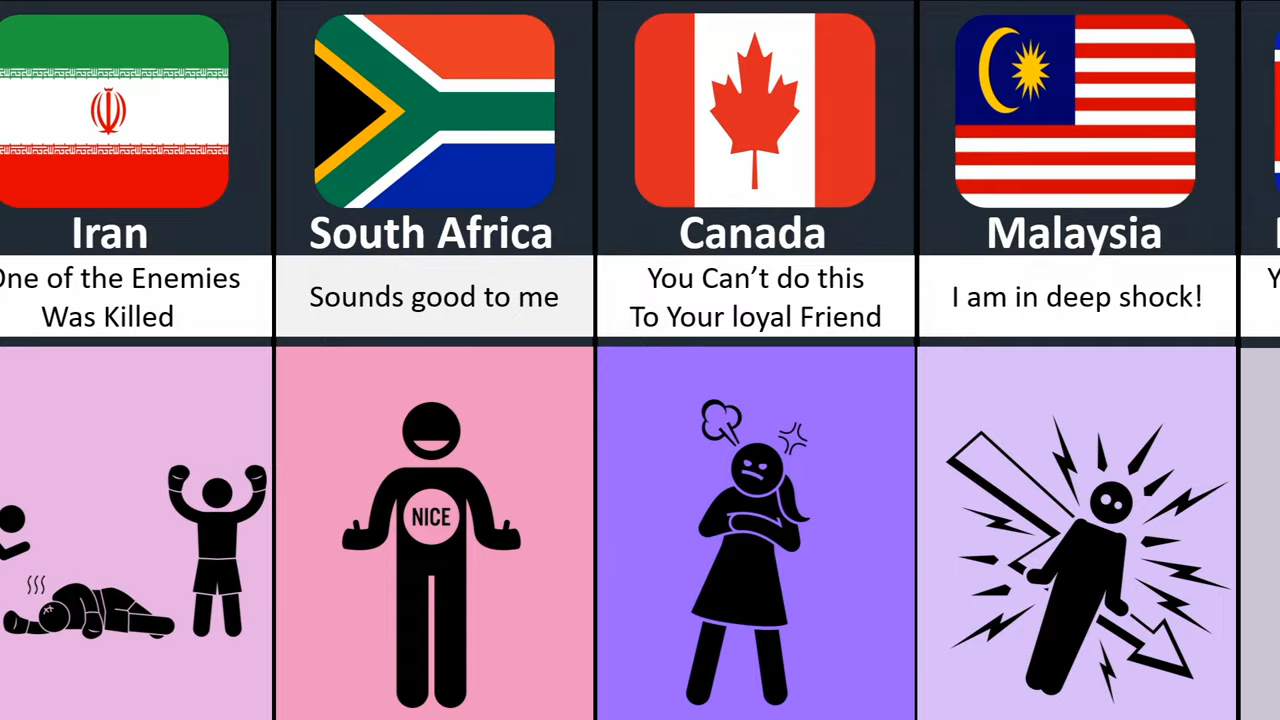 Iran
South Africa
Canada
Malaysia
One of the Enemies
Was Killed
Sounds good to me
You Can’t do this
To Your loyal Friend
I am in deep shock!
NICE